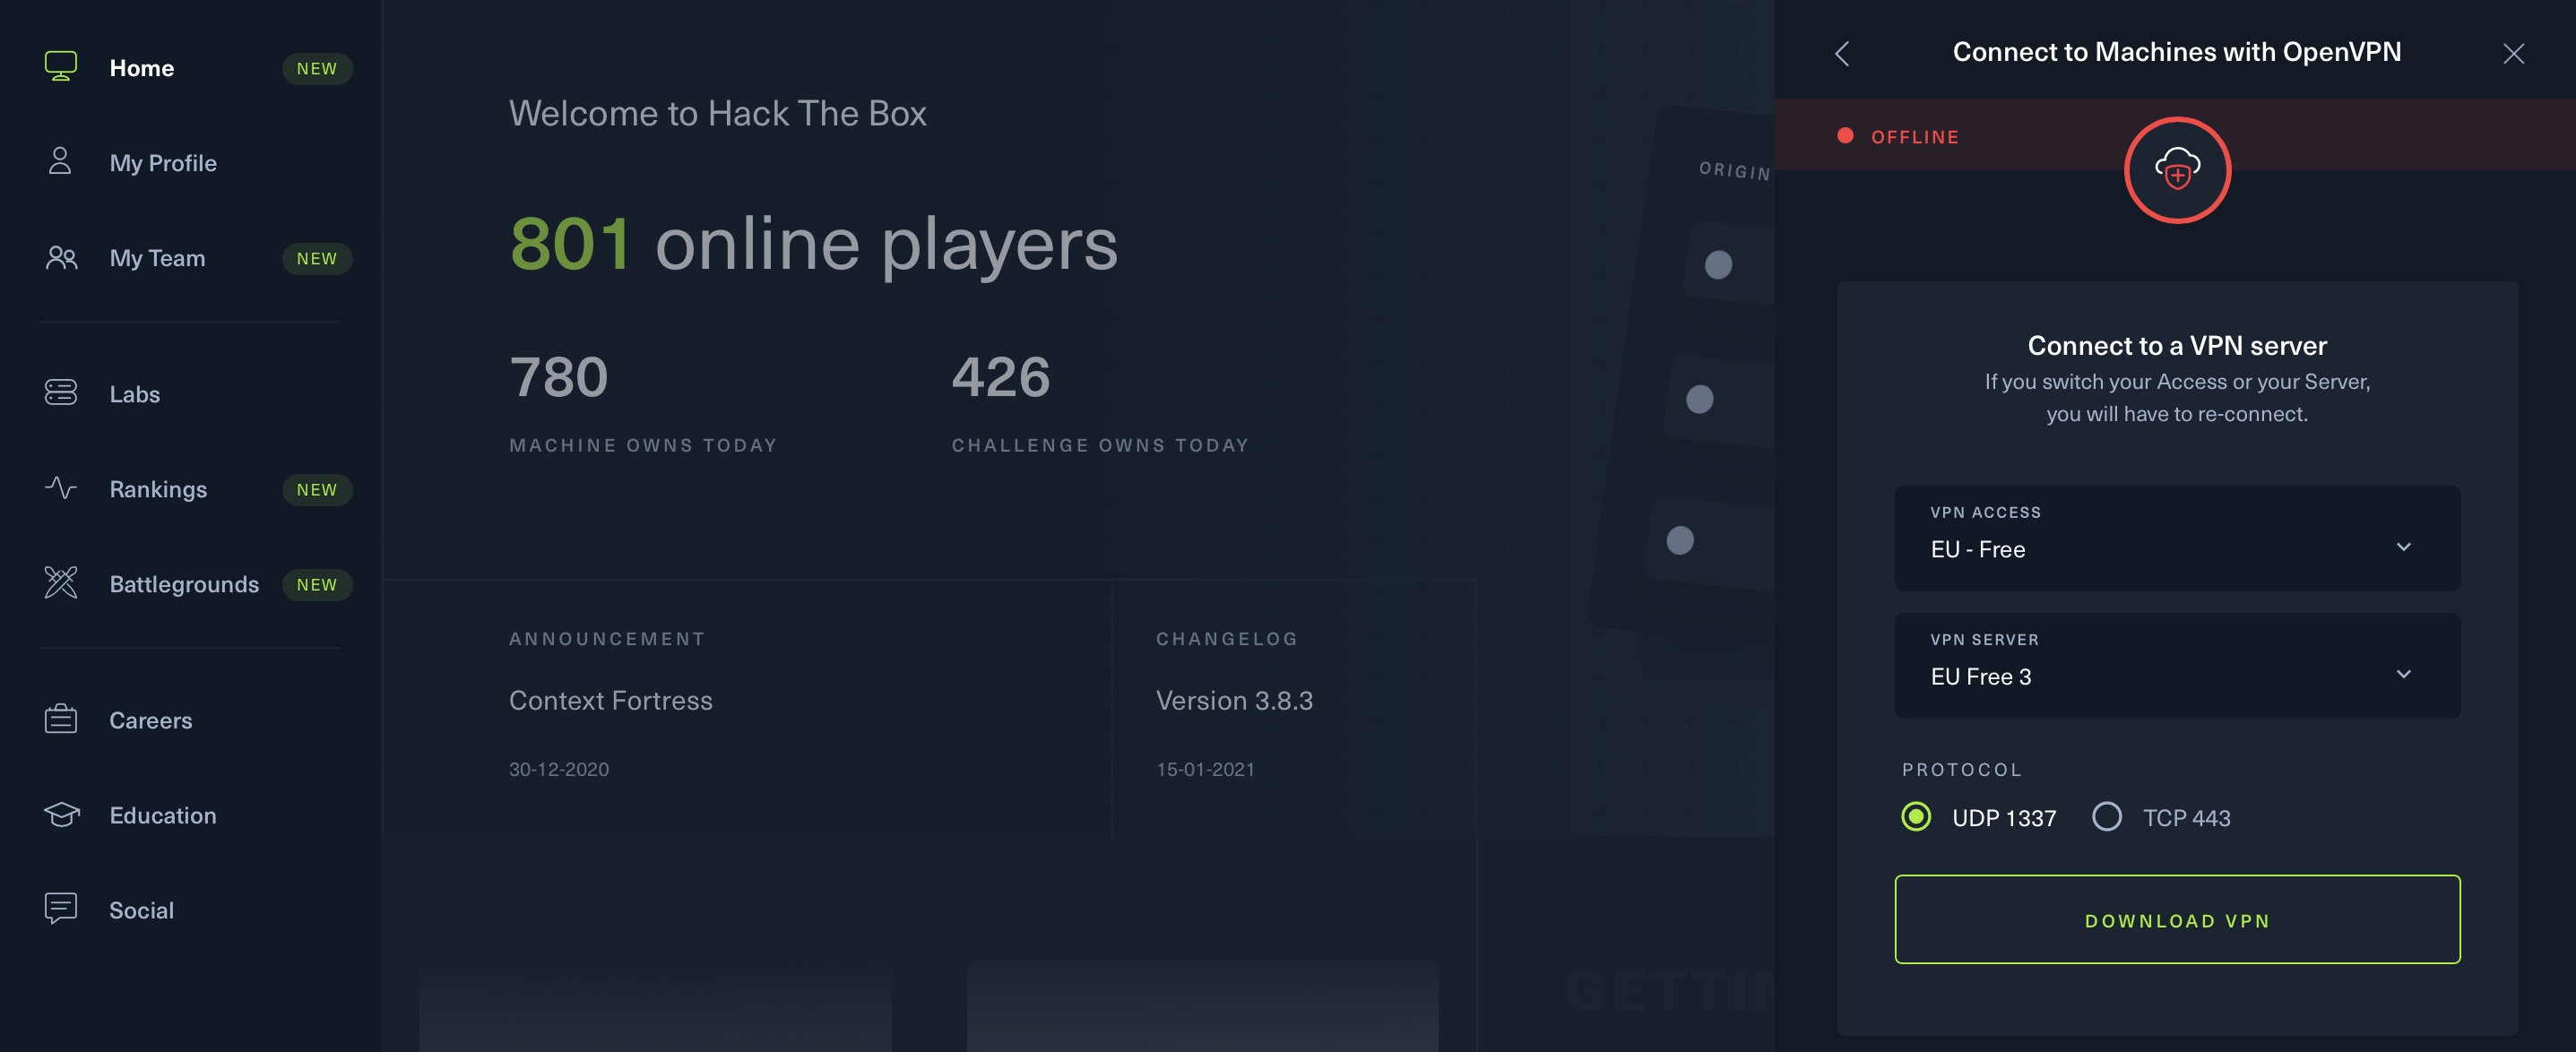 Home NEW
My Profile
My Team NEW
Labs
Rankings NEW
Battlegrounds NEW
Careers
Education
Social
Welcome to Hack The Box
801 online players
780
MACHINE OWNS TODAY
426
CHALLENGE OWNS TODAY
ANNOUNCEMENT
Context Fortress
30-12-2020
CHANGELOG
Version 3.8.3
15-01-2021
ORIGIN
GETTIN
Connect to Machines with OpenVPN
OFFLINE
Connect to a VPN server
If you switch your Access or your Server,
you will have to re-connect.
VPN ACCESS
EU - Free
VPN SERVER
EU Free 3
PROTOCOL
UDP 1337 TCP 443
DOWNLOAD VPN